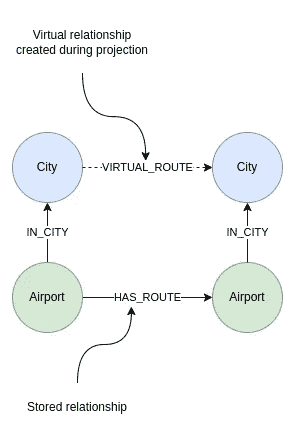 Virtual relationship
created during projection
City
VIRTUAL_ROUTE
City
IN_CITY
IN_CITY
Airport
HAS_ROUTE
Airport
Stored relationship